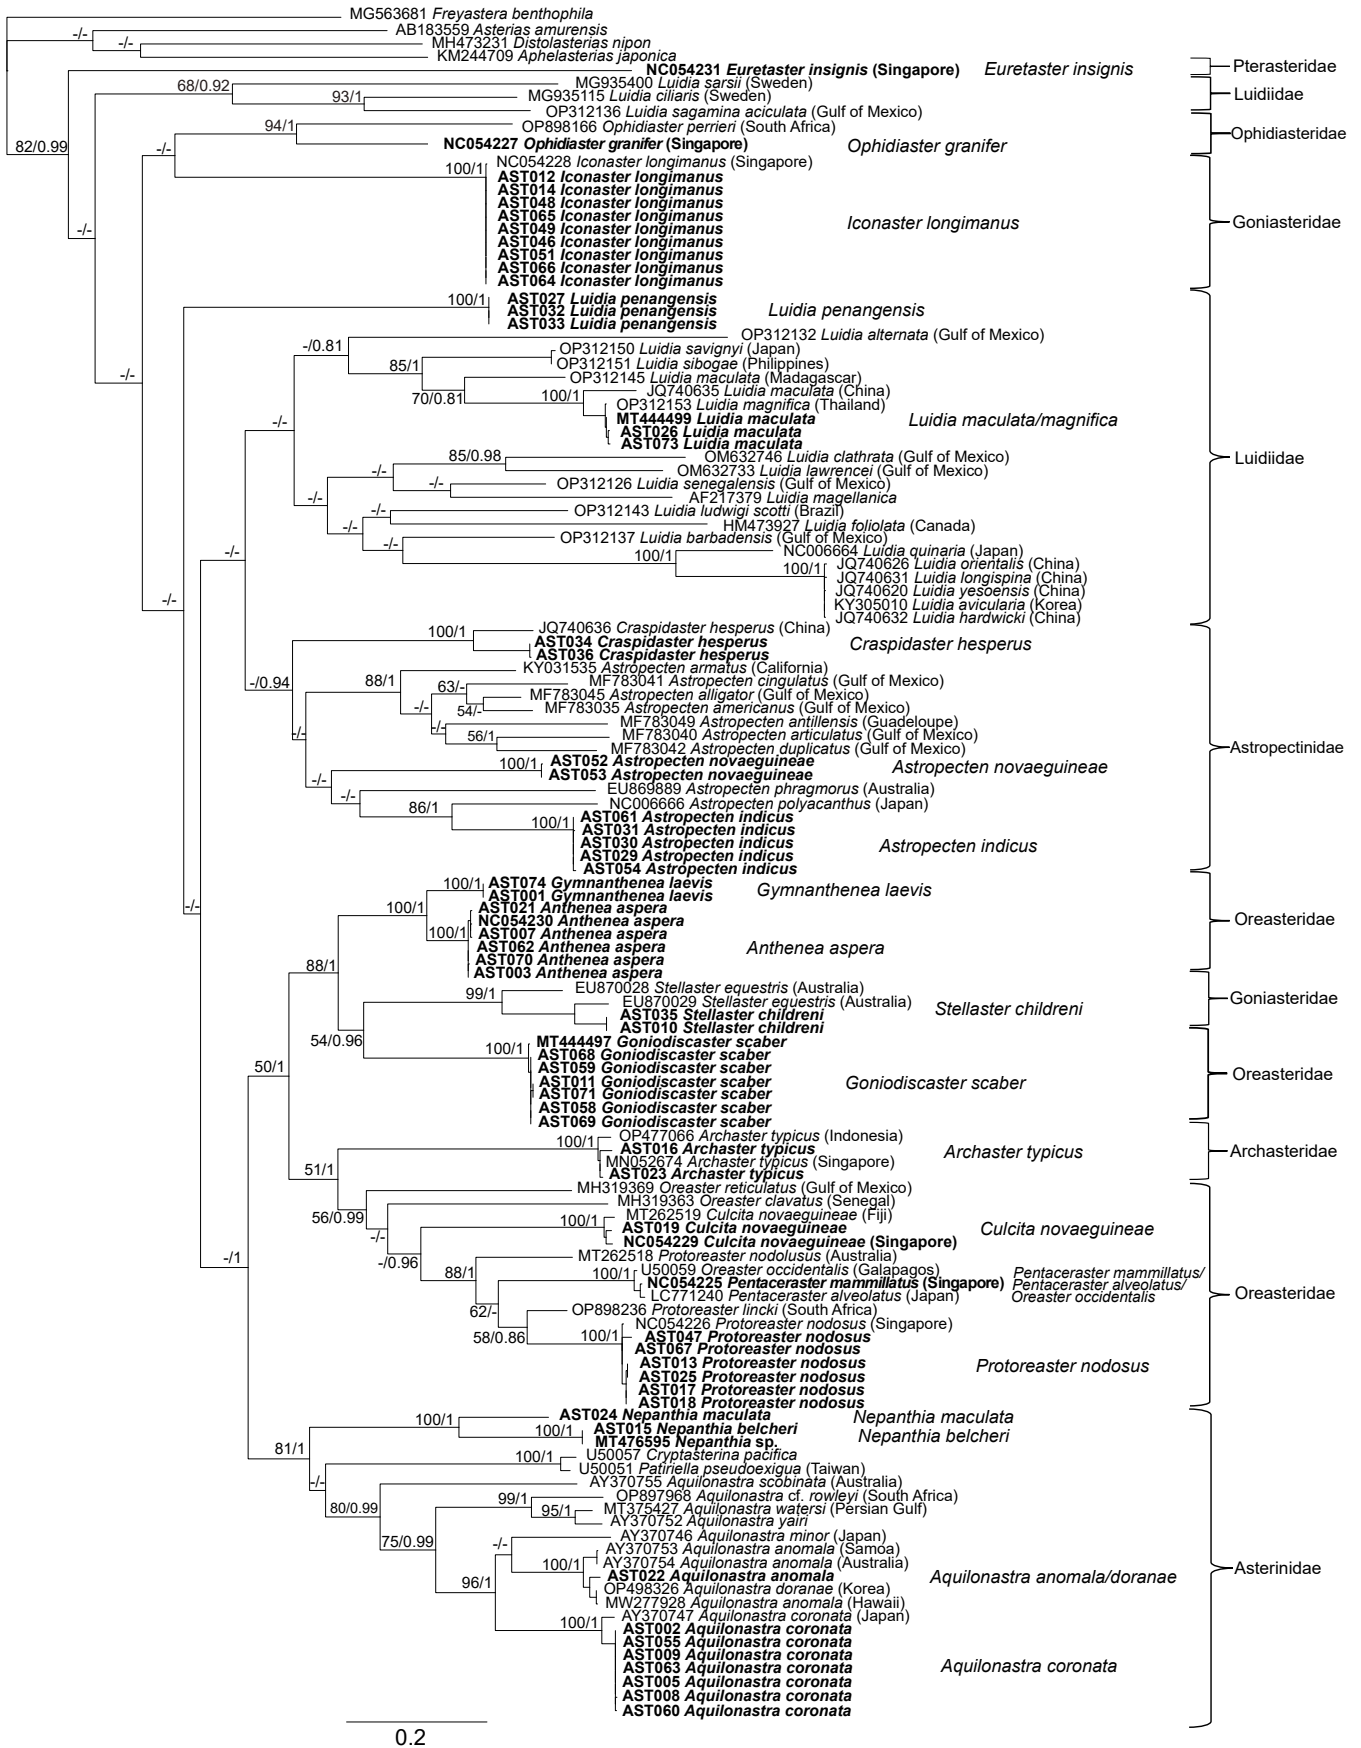 MG563681 Freyastera benthophila
-/-
AB183559 Asterias amurensis
-/-
MH473231 Distolasterias nipon
KM244709 Aphelasterias japonica
NC054231 Euretaster insignis (Singapore)
Euretaster insignis
Pterasteridae
68/0.92
MG935400 Luidia sarsii (Sweden)
93/1
MG935115 Luidia ciliaris (Sweden)
Luidiidae
OP312136 Luidia sagamina aciculata (Gulf of Mexico)
94/1
OP898166 Ophidiaster perrieri (South Africa)
Ophidiasteridae
82/0.99
-/-
NC054227 Ophidiaster granifer (Singapore)
Ophidiaster granifer
100/1
NC054228 Iconaster longimanus (Singapore)
AST012 Iconaster longimanus
AST014 Iconaster longimanus
AST048 Iconaster longimanus
AST065 Iconaster longimanus
Iconaster longimanus
Goniasteridae
AST049 Iconaster longimanus
-/-
AST046 Iconaster longimanus
AST051 Iconaster longimanus
AST066 Iconaster longimanus
AST064 Iconaster longimanus
100/1
AST027 Luidia penangensis
AST032 Luidia penangensis
Luidia penangensis
AST033 Luidia penangensis
OP312132 Luidia alternata (Gulf of Mexico)
-/0.81
OP312150 Luidia savignyi (Japan)
85/1
OP312151 Luidia sibogae (Philippines)
-/-
OP312145 Luidia maculata (Madagascar)
70/0.81
100/1
JQ740635 Luidia maculata (China)
OP312153 Luidia magnifica (Thailand)
MT444499 Luidia maculata
Luidia maculata/magnifica
-/-
AST026 Luidia maculata
AST073 Luidia maculata
85/0.98
OM632746 Luidia clathrata (Gulf of Mexico)
Luidiidae
-/-
OM632733 Luidia lawrencei (Gulf of Mexico)
-/-
OP312126 Luidia senegalensis (Gulf of Mexico)
-/-
AF217379 Luidia magellanica
-/-
OP312143 Luidia ludwigi scotti (Brazil)
-/-
HM473927 Luidia foliolata (Canada)
-/-
OP312137 Luidia barbadensis (Gulf of Mexico)
-/-
100/1
NC006664 Luidia quinaria (Japan)
100/1
JQ740626 Luidia orientalis (China)
JQ740631 Luidia longispina (China)
JQ740620 Luidia yesoensis (China)
-/-
KY305010 Luidia avicularia (Korea)
JQ740632 Luidia hardwicki (China)
100/1
JQ740636 Craspidaster hesperus (China)
AST034 Craspidaster hesperus
Craspidaster hesperus
AST036 Craspidaster hesperus
-/0.94
88/1
KY031535 Astropecten armatus (California)
63/-
MF783041 Astropecten cingulatus (Gulf of Mexico)
-/-
MF783045 Astropecten alligator (Gulf of Mexico)
54/-
MF783035 Astropecten americanus (Gulf of Mexico)
-/-
MF783049 Astropecten antillensis (Guadeloupe)
-/-
56/1
MF783040 Astropecten articulatus (Gulf of Mexico)
Astropectinidae
MF783042 Astropecten duplicatus (Gulf of Mexico)
-/-
100/1
AST052 Astropecten novaeguineae
Astropecten novaeguineae
AST053 Astropecten novaeguineae
-/-
EU869889 Astropecten phragmorus (Australia)
86/1
NC006666 Astropecten polyacanthus (Japan)
100/1
AST061 Astropecten indicus
AST031 Astropecten indicus
AST030 Astropecten indicus
Astropecten indicus
AST029 Astropecten indicus
AST054 Astropecten indicus
-/-
100/1
AST074 Gymnanthenea laevis
Gymnanthenea laevis
AST001 Gymnanthenea laevis
100/1
AST021 Anthenea aspera
NC054230 Anthenea aspera
Oreasteridae
100/1
AST007 Anthenea aspera
AST062 Anthenea aspera
Anthenea aspera
AST070 Anthenea aspera
88/1
AST003 Anthenea aspera
99/1
EU870028 Stellaster equestris (Australia)
Goniasteridae
EU870029 Stellaster equestris (Australia)
AST035 Stellaster childreni
Stellaster childreni
AST010 Stellaster childreni
54/0.96
100/1
MT444497 Goniodiscaster scaber
AST068 Goniodiscaster scaber
50/1
AST059 Goniodiscaster scaber
AST011 Goniodiscaster scaber
Goniodiscaster scaber
Oreasteridae
AST071 Goniodiscaster scaber
AST058 Goniodiscaster scaber
AST069 Goniodiscaster scaber
100/1
OP477066 Archaster typicus (Indonesia)
AST016 Archaster typicus
Archaster typicus
Archasteridae
51/1
MN052674 Archaster typicus (Singapore)
AST023 Archaster typicus
MH319369 Oreaster reticulatus (Gulf of Mexico)
56/0.99
MH319363 Oreaster clavatus (Senegal)
-/-
100/1
MT262519 Culcita novaeguineae (Fiji)
AST019 Culcita novaeguineae
Culcita novaeguineae
NC054229 Culcita novaeguineae (Singapore)
-/1
-/0.96
MT262518 Protoreaster nodolusus (Australia)
88/1
100/1
U50059 Oreaster occidentalis (Galapagos)
NC054225 Pentaceraster mammillatus (Singapore)
Pentaceraster mammillatus/
Pentaceraster alveolatus/
Oreaster occidentalis
LC771240 Pentaceraster alveolatus (Japan)
Oreasteridae
62/-
OP898236 Protoreaster lincki (South Africa)
58/0.86
NC054226 Protoreaster nodosus (Singapore)
100/1
AST047 Protoreaster nodosus
AST067 Protoreaster nodosus
AST013 Protoreaster nodosus
Protoreaster nodosus
AST025 Protoreaster nodosus
AST017 Protoreaster nodosus
AST018 Protoreaster nodosus
100/1
AST024 Nepanthia maculata
Nepanthia maculata
100/1
AST015 Nepanthia belcheri
Nepanthia belcheri
MT476595 Nepanthia sp.
81/1
100/1
U50057 Cryptasterina pacifica
U50051 Patiriella pseudoexigua (Taiwan)
-/-
AY370755 Aquilonastra scobinata (Australia)
80/0.99
99/1
OP897968 Aquilonastra cf. rowleyi (South Africa)
95/1
MT375427 Aquilonastra watersi (Persian Gulf)
AY370752 Aquilonastra yairi
75/0.99
AY370746 Aquilonastra minor (Japan)
-/-
AY370753 Aquilonastra anomala (Samoa)
100/1
AY370754 Aquilonastra anomala (Australia)
AST022 Aquilonastra anomala
Aquilonastra anomala/doranae
Asterinidae
96/1
OP498326 Aquilonastra doranae (Korea)
MW277928 Aquilonastra anomala (Hawaii)
100/1
AY370747 Aquilonastra coronata (Japan)
AST002 Aquilonastra coronata
AST055 Aquilonastra coronata
AST009 Aquilonastra coronata
AST063 Aquilonastra coronata
Aquilonastra coronata
AST005 Aquilonastra coronata
AST008 Aquilonastra coronata
AST060 Aquilonastra coronata
0.2